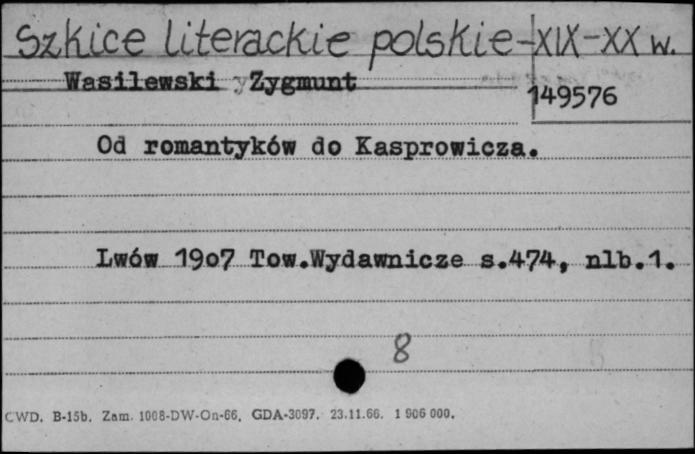 Szkice literackie polskie-XIX-XX w.
Wasilewski Zygmunt
149576
Od romantyków do Kasprowicza.
Lwów 19o7 Tow.Wydawnicze s.474, nlb.1.
8
CWD. B-15b. Zam. 1008-DW-On-66. GDA-3097. 23.11.66. 1 906 000.